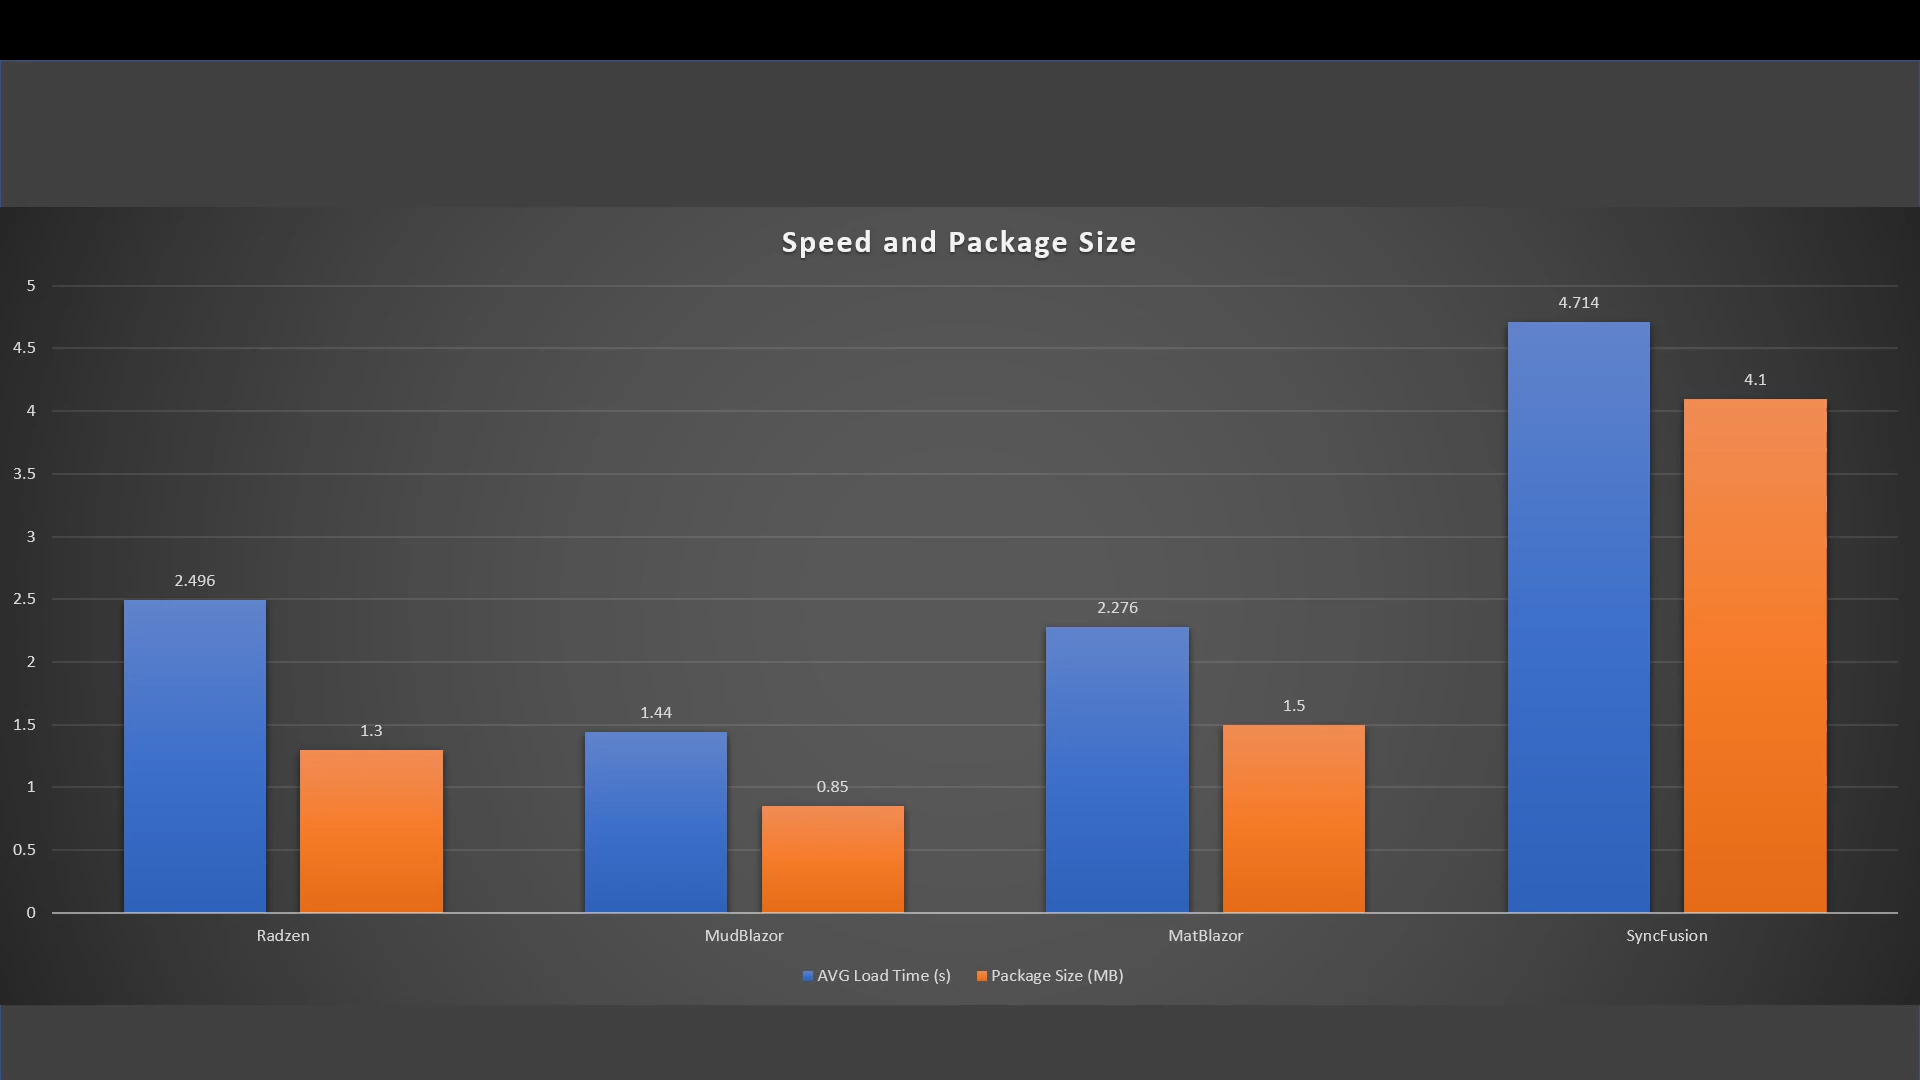 Speed and Package Size
5
4.5
4
3.5
3
2.5
2
1.5
1
0.5
0
2.496
1.3
1.44
0.85
2.276
1.5
4.714
4.1
Radzen
MudBlazor
MatBlazor
SyncFusion
AVG Load Time (s)
Package Size (MB)